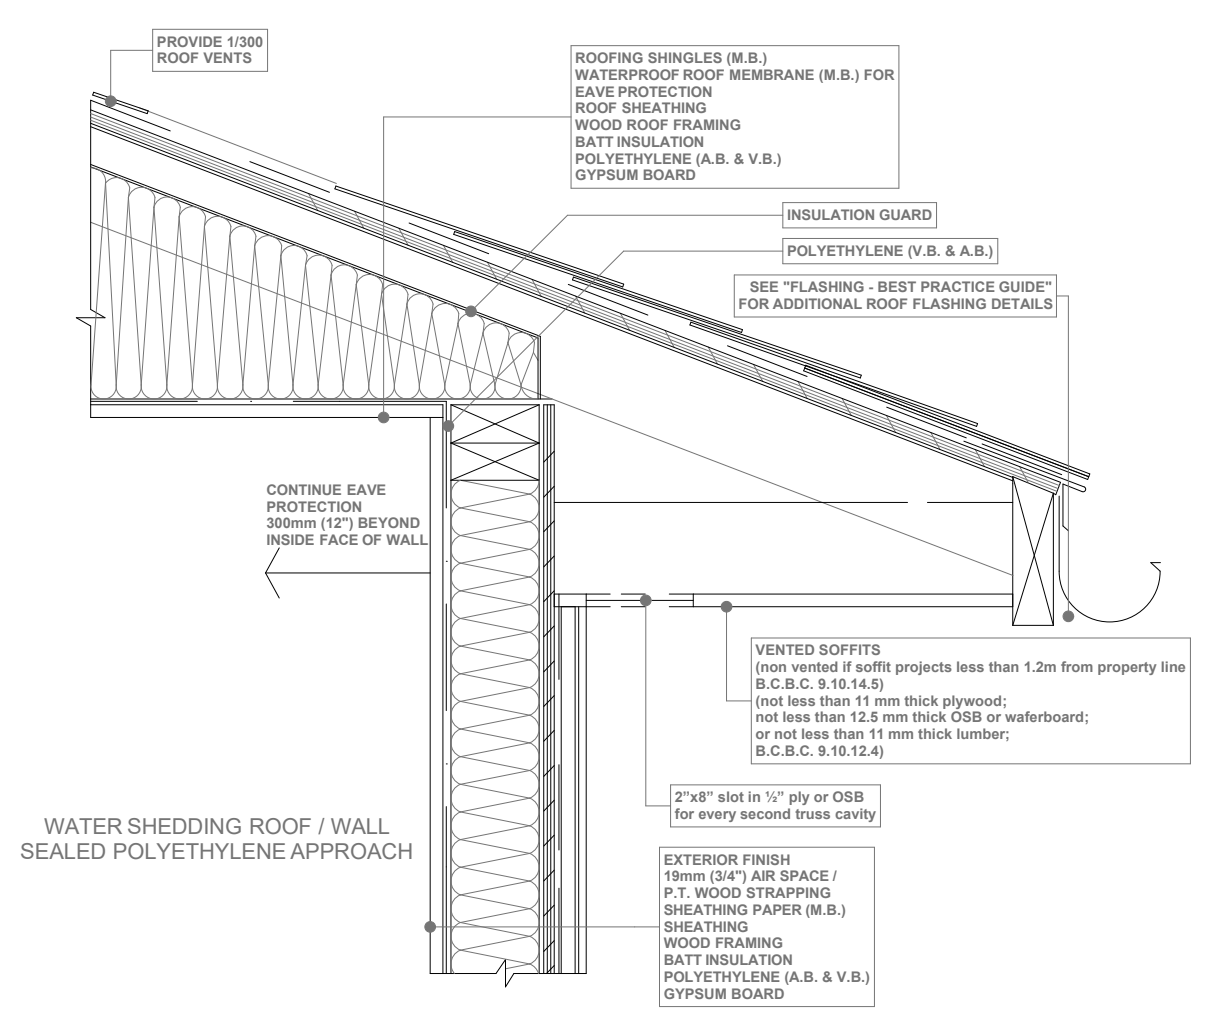 PROVIDE 1/300
ROOF VENTS
ROOFING SHINGLES (M.B.)
WATERPROOF ROOF MEMBRANE (M.B.) FOR
EAVE PROTECTION
ROOF SHEATHING
WOOD ROOF FRAMING
BATT INSULATION
POLYETHYLENE (A.B. & V.B.)
GYPSUM BOARD
INSULATION GUARD
POLYETHYLENE (V.B. & A.B.)
SEE "FLASHING - BEST PRACTICE GUIDE"
FOR ADDITIONAL ROOF FLASHING DETAILS
CONTINUE EAVE
PROTECTION
300mm (12") BEYOND
INSIDE FACE OF WALL
VENTED SOFFITS
(non vented if soffit projects less than 1.2m from property line
B.C.B.C. 9.10.14.5)
(not less than 11 mm thick plywood;
not less than 12.5 mm thick OSB or waferboard;
or not less than 11 mm thick lumber;
B.C.B.C. 9.10.12.4)
2”x8” slot in ½” ply or OSB
for every second truss cavity
WATER SHEDDING ROOF / WALL
SEALED POLYETHYLENE APPROACH
EXTERIOR FINISH
19mm (3/4") AIR SPACE /
P.T. WOOD STRAPPING
SHEATHING PAPER (M.B.)
SHEATHING
WOOD FRAMING
BATT INSULATION
POLYETHYLENE (A.B. & V.B.)
GYPSUM BOARD